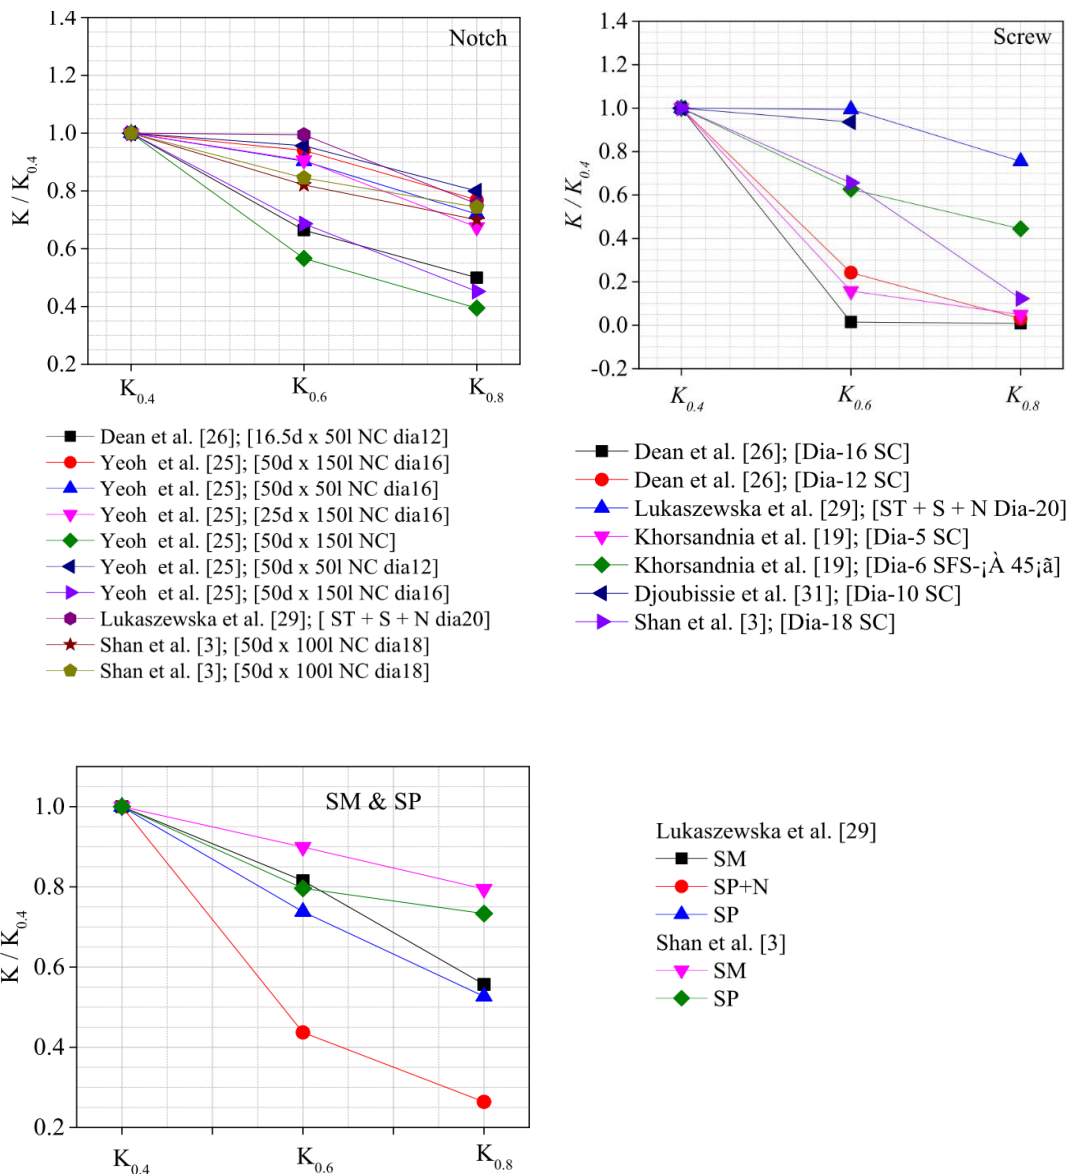 Notch
K / K0.4
1.4
1.2
1.0
0.8
0.6
0.4
0.2
K0.4
K0.6
K0.8
Dean et al. [26]; [16.5d x 50l NC dia12]
Yeoh et al. [25]; [50d x 150l NC dia16]
Yeoh et al. [25]; [50d x 50l NC dia16]
Yeoh et al. [25]; [25d x 150l NC dia16]
Yeoh et al. [25]; [50d x 150l NC]
Yeoh et al. [25]; [50d x 50l NC dia12]
Yeoh et al. [25]; [50d x 150l NC dia16]
Lukaszewska et al. [29]; [ ST + S + N dia20]
Shan et al. [3]; [50d x 100l NC dia18]
Shan et al. [3]; [50d x 100l NC dia18]
Screw
K / K0.4
1.4
1.2
1.0
0.8
0.6
0.4
0.2
0.0
-0.2
K0.4
K0.6
K0.8
Dean et al. [26]; [Dia-16 SC]
Dean et al. [26]; [Dia-12 SC]
Lukaszewska et al. [29]; [ST + S + N Dia-20]
Khorsandnia et al. [19]; [Dia-5 SC]
Khorsandnia et al. [19]; [Dia-6 SFS-¡À 45¡ã]
Djoubissie et al. [31]; [Dia-10 SC]
Shan et al. [3]; [Dia-18 SC]
SM & SP
K / K0.4
1.0
0.8
0.6
0.4
0.2
K0.4
K0.6
K0.8
Lukaszewska et al. [29]
SM
SP+N
SP
Shan et al. [3]
SM
SP